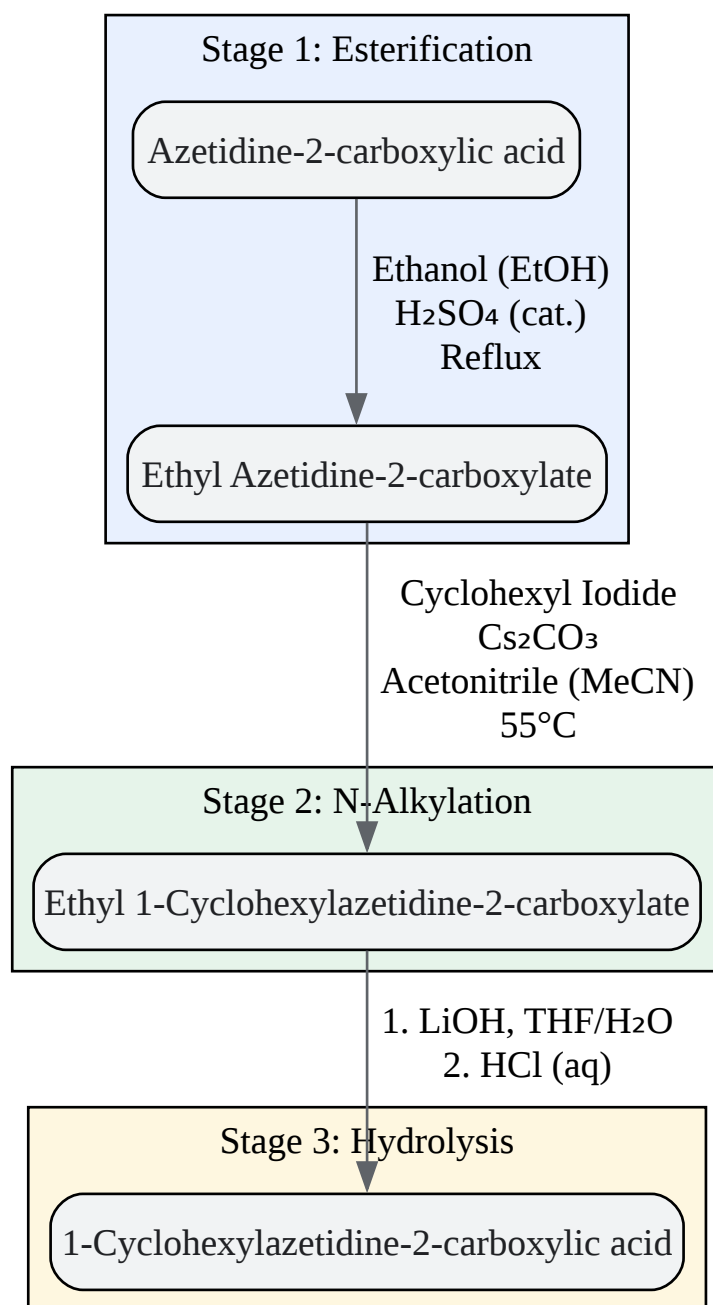 Stage 1: Esterification
Azetidine-2-carboxylic acid
Ethanol (EtOH)
H₂SO₄ (cat.)
Reflux
Ethyl Azetidine-2-carboxylate
Cyclohexyl Iodide
Cs₂CO₃
Acetonitrile (MeCN)
55°C
Stage 2: N-Alkylation
Ethyl 1-Cyclohexylazetidine-2-carboxylate
1. LiOH, THF/H₂O
2. HCl (aq)
Stage 3: Hydrolysis
1-Cyclohexylazetidine-2-carboxylic acid